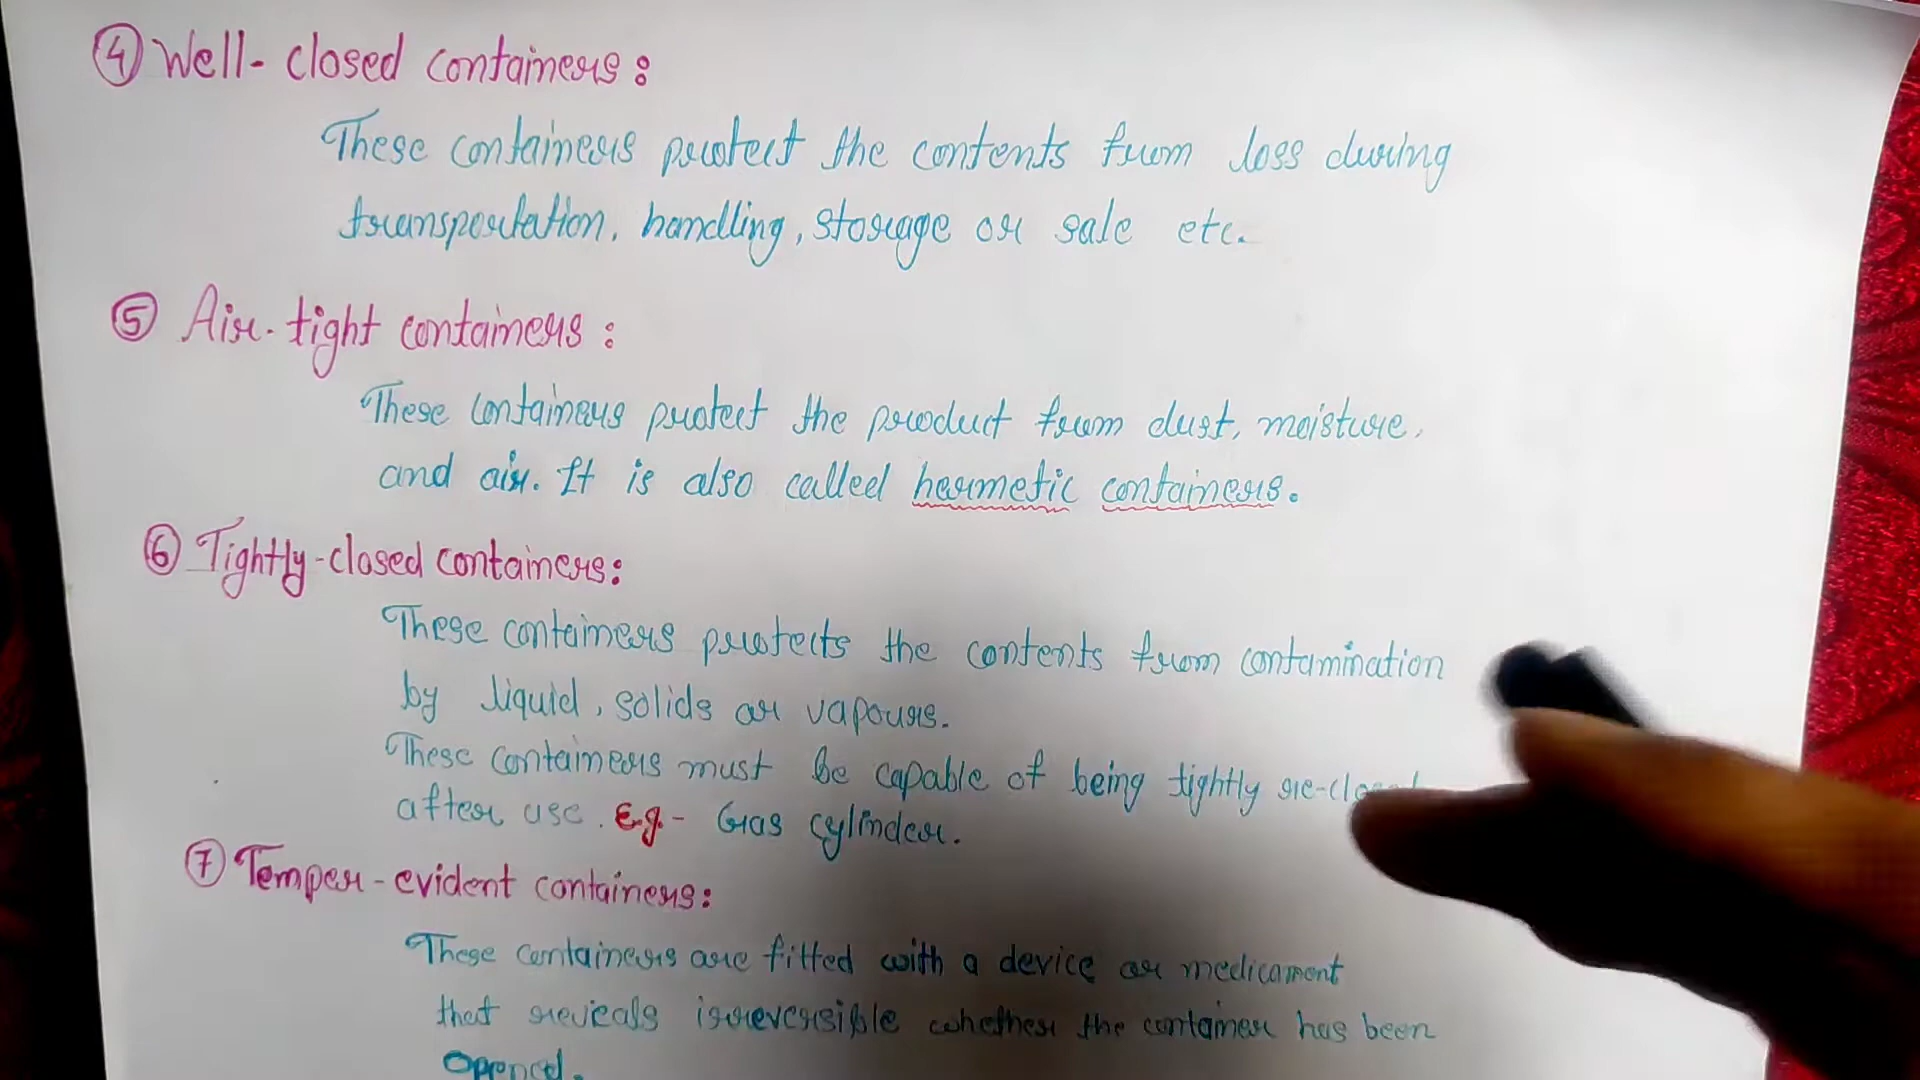 ④ Well-closed containers:
These containers protect the contents from loss during
transportation, handling, storage or sale etc.
⑤ Air-tight containers:
These containers protect the product from dust, moisture,
and air. It is also called hermetic containers.
⑥ Tightly-closed containers:
These containers protects the contents from contamination
by liquid, solids or vapours.
These containers must be capable of being tightly re-closed
after use. E.g.- Gas cylinder.
⑦ Temper-evident containers:
These containers are fitted with a device or medicament
that reveals irreversible whether the container has been
opened.